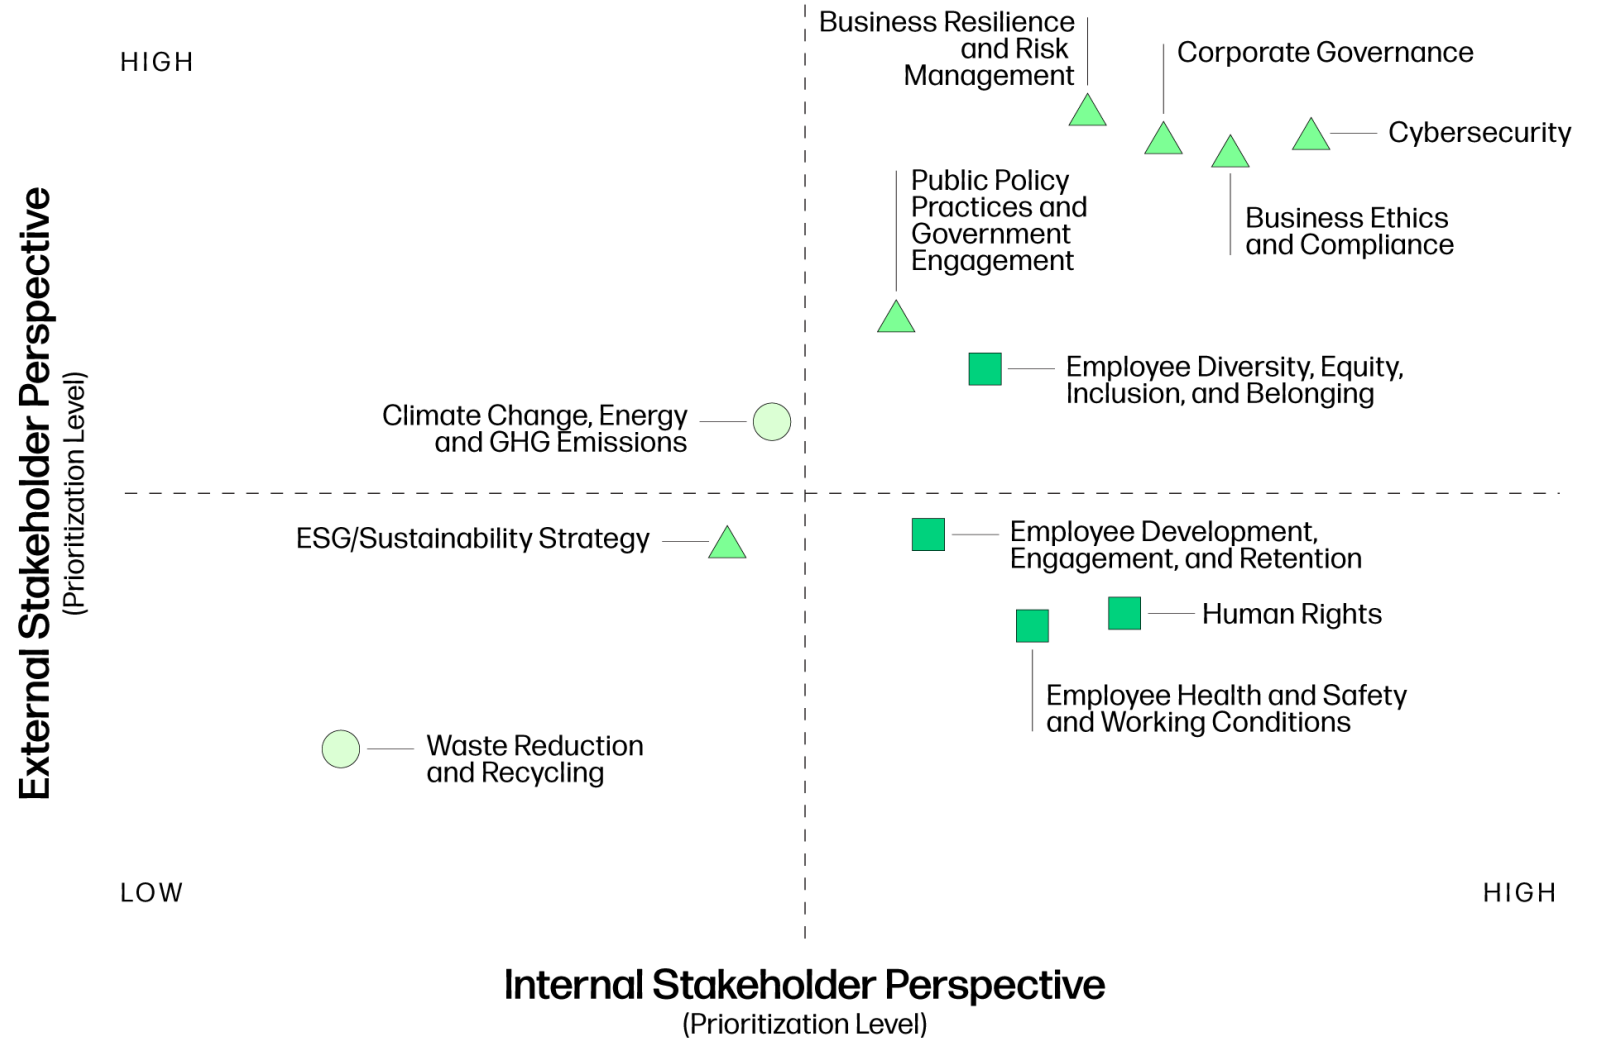 HIGH
Business Resilience
and Risk
Management
Corporate Governance
Cybersecurity
Public Policy
Practices and
Government
Engagement
Business Ethics
and Compliance
Employee Diversity, Equity,
Inclusion, and Belonging
Climate Change, Energy
and GHG Emissions
External Stakeholder Perspective
(Prioritization Level)
ESG/Sustainability Strategy
Employee Development,
Engagement, and Retention
Human Rights
Employee Health and Safety
and Working Conditions
Waste Reduction
and Recycling
LOW
HIGH
Internal Stakeholder Perspective
(Prioritization Level)